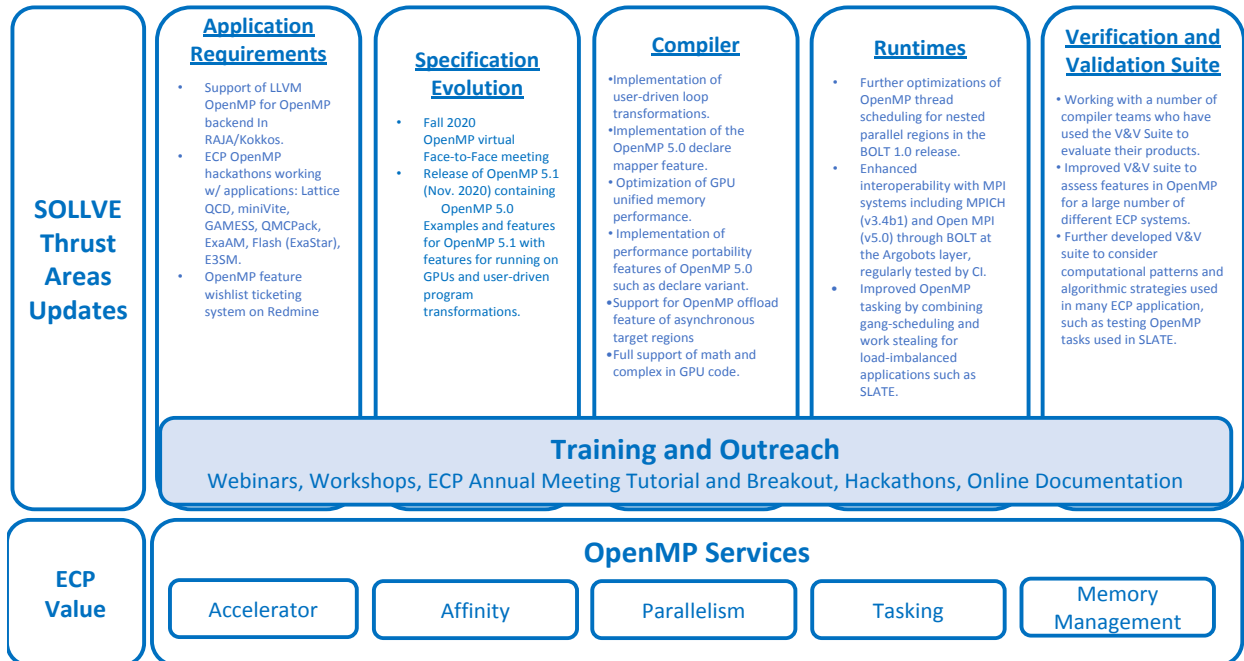 SOLLVE
Thrust
Areas
Updates
Application
Requirements
• Support of LLVM
OpenMP for OpenMP
backend In
RAJA/Kokkos.
• ECP OpenMP
hackathons working
w/ applications: Lattice
QCD, miniVite,
GAMESS, QMCPack,
ExaAM, Flash (ExaStar),
E3SM.
• OpenMP feature
wishlist ticketing
system on Redmine
Specification
Evolution
• Fall 2020
OpenMP virtual
Face-to-Face meeting
• Release of OpenMP 5.1
(Nov. 2020) containing
OpenMP 5.0
Examples and features
for OpenMP 5.1 with
features for running on
GPUs and user-driven
program
transformations.
Compiler
•Implementation of
user-driven loop
transformations.
•Implementation of the
OpenMP 5.0 declare
mapper feature.
• Optimization of GPU
unified memory
performance.
• Implementation of
performance portability
features of OpenMP 5.0
such as declare variant.
•Support for OpenMP offload
feature of asynchronous
target regions
•Full support of math and
complex in GPU code.
Runtimes
• Further optimizations of
OpenMP thread
scheduling for nested
parallel regions in the
BOLT 1.0 release.
• Enhanced
interoperability with MPI
systems including MPICH
(v3.4b1) and Open MPI
(v5.0) through BOLT at
the Argobots layer,
regularly tested by CI.
• Improved OpenMP
tasking by combining
gang-scheduling and
work stealing for
load-imbalanced
applications such as
SLATE.
Verification and
Validation Suite
• Working with a number of
compiler teams who have
used the V&V Suite to
evaluate their products.
• Improved V&V suite to
assess features in OpenMP
for a large number of
different ECP systems.
• Further developed V&V
suite to consider
computational patterns and
algorithmic strategies used
in many ECP application,
such as testing OpenMP
tasks used in SLATE.
Training and Outreach
Webinars, Workshops, ECP Annual Meeting Tutorial and Breakout, Hackathons, Online Documentation
ECP
Value
OpenMP Services
Accelerator
Affinity
Parallelism
Tasking
Memory
Management